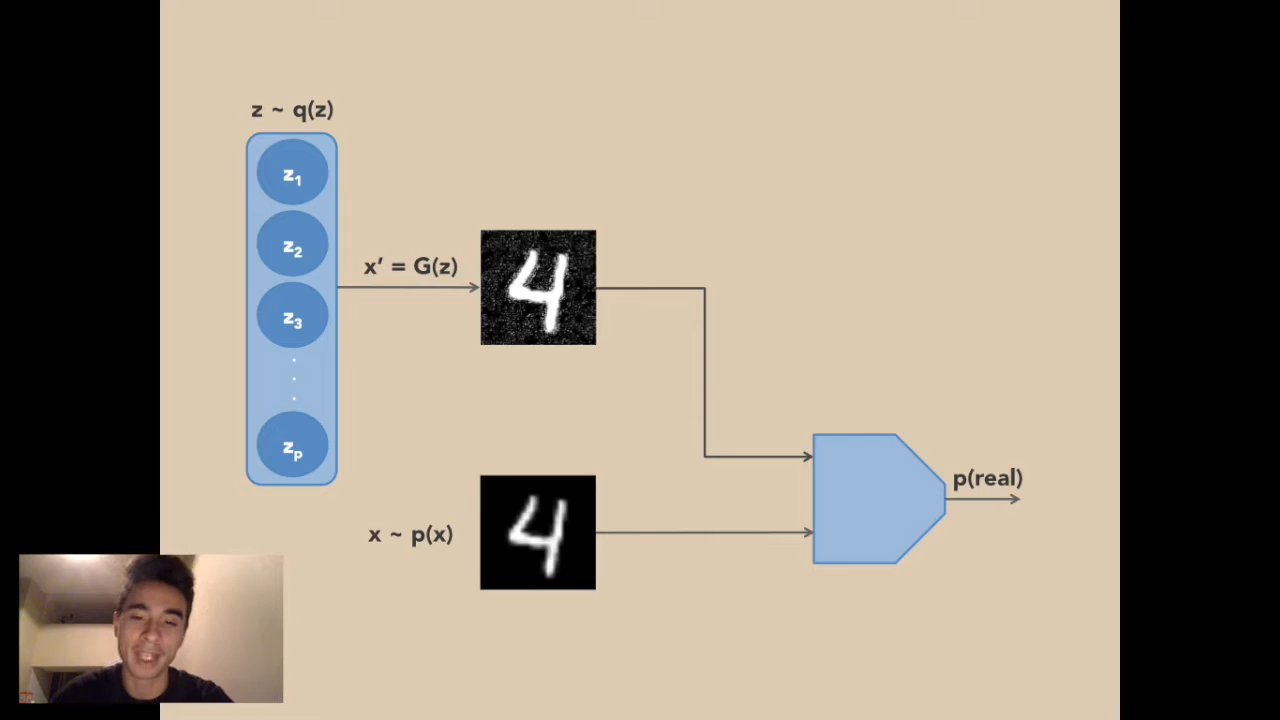 z ~ q(z)
z1
z2
z3
.
.
.
zp
x’ = G(z)
4
x ~ p(x)
4
p(real)